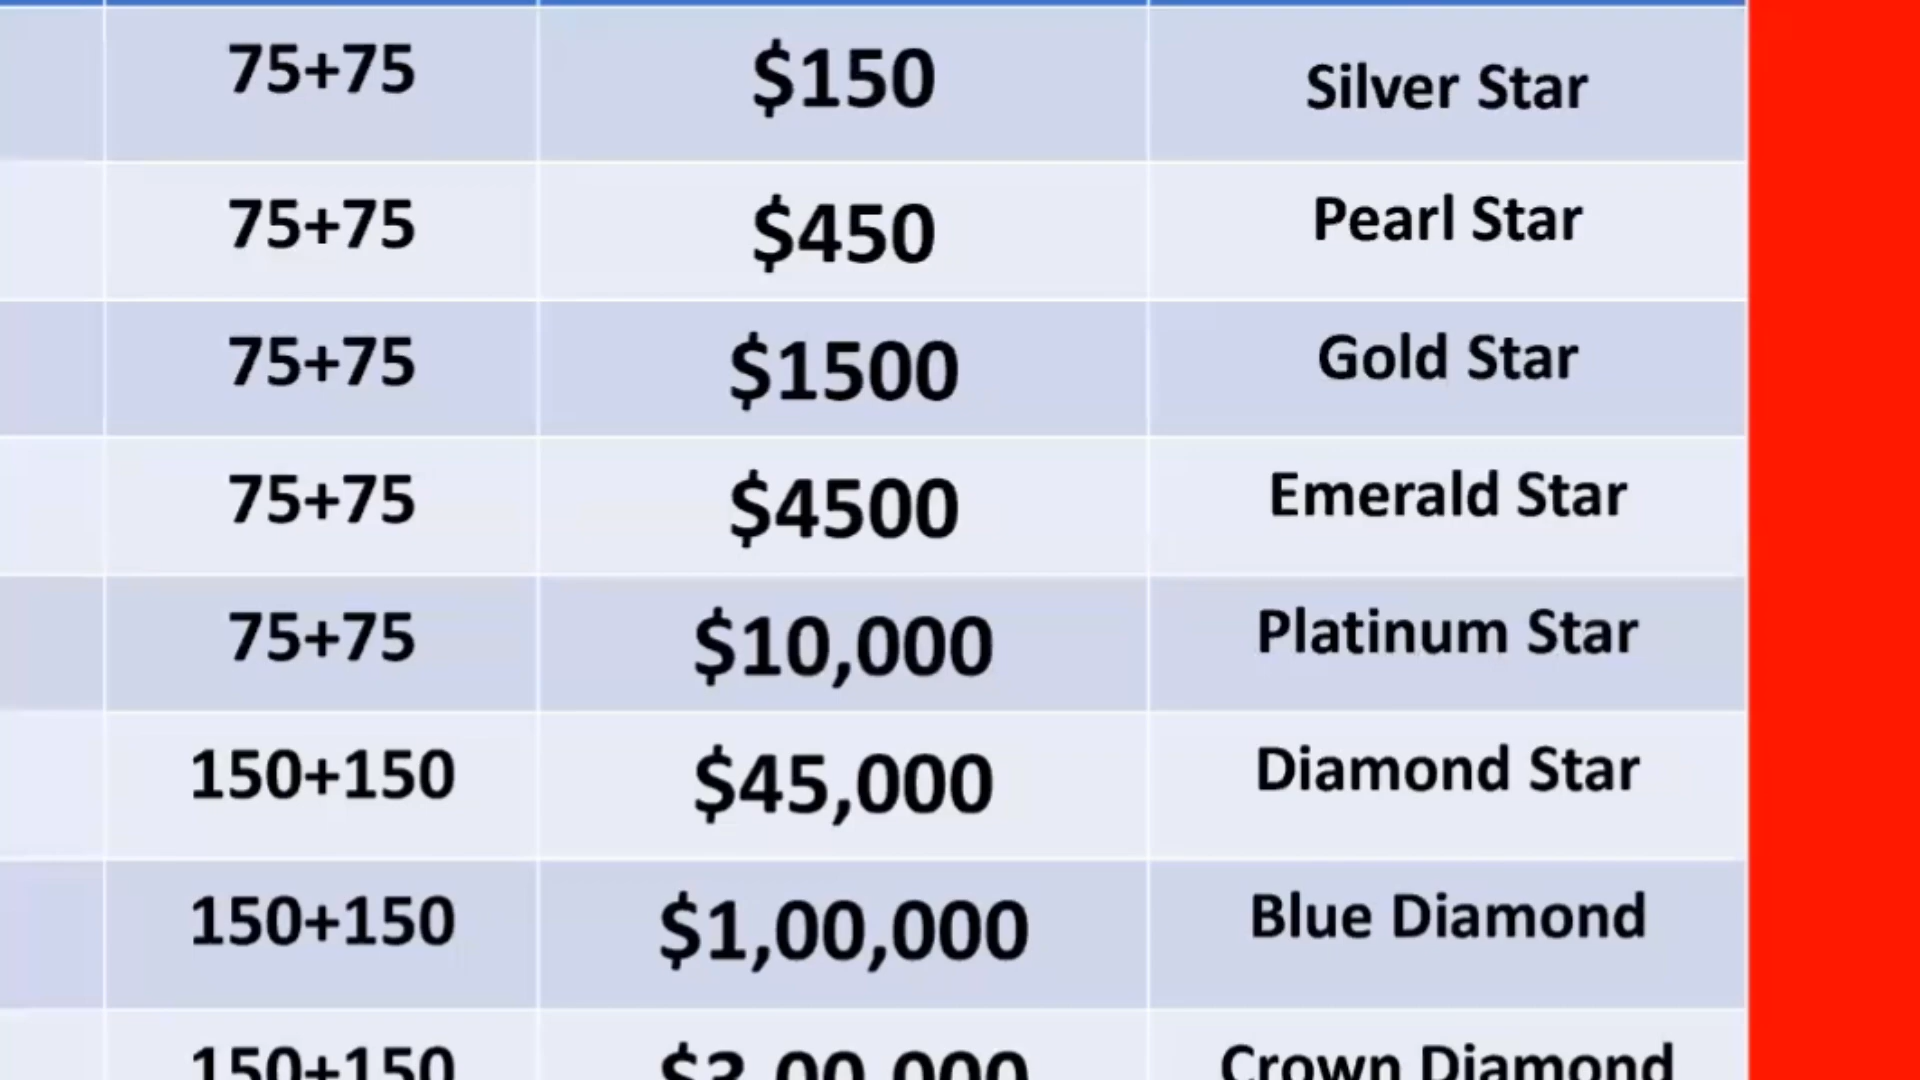 75+75 $150 Silver Star
75+75 $450 Pearl Star
75+75 $1500 Gold Star
75+75 $4500 Emerald Star
75+75 $10,000 Platinum Star
150+150 $45,000 Diamond Star
150+150 $1,00,000 Blue Diamond
150+150 $3,00,000 Crown Diamond